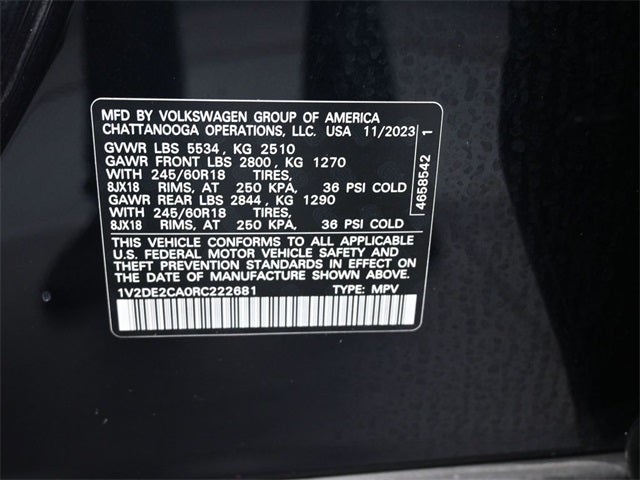 MFD BY VOLKSWAGEN GROUP OF AMERICA
CHATTANOOGA OPERATIONS, LLC. USA 11/2023
GVWR LBS 5534, KG 2510
GAWR FRONT LBS 2800, KG 1270
WITH 245/60R18 TIRES,
8JX18 RIMS, AT 250 KPA, 36 PSI COLD
GAWR REAR LBS 2844, KG 1290
WITH 245/60R18 TIRES,
8JX18 RIMS, AT 250 KPA, 36 PSI COLD
THIS VEHICLE CONFORMS TO ALL APPLICABLE
U.S. FEDERAL MOTOR VEHICLE SAFETY AND
THEFT PREVENTION STANDARDS SHOWN ABOVE ON
THE DATE OF MANUFACTURE
1V2DE2CA0RC222681 TYPE: MPV
4658542 1